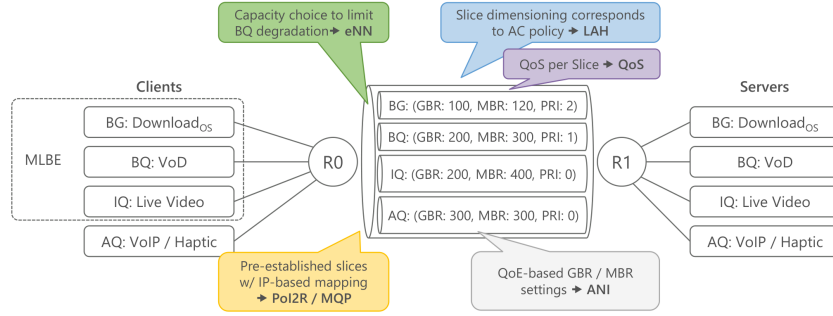 Capacity choice to limit
BQ degradation➔ eNN
Slice dimensioning corresponds
to AC policy ➔ LAH
QoS per Slice ➔ QoS
Clients
Servers
MLBE
BG: DownloadOS
BQ: VoD
IQ: Live Video
AQ: VoIP / Haptic
R0
BG: (GBR: 100, MBR: 120, PRI: 2)
BQ: (GBR: 200, MBR: 300, PRI: 1)
IQ: (GBR: 200, MBR: 400, PRI: 0)
AQ: (GBR: 300, MBR: 300, PRI: 0)
R1
BG: DownloadOS
BQ: VoD
IQ: Live Video
AQ: VoIP / Haptic
Pre-established slices
w/ IP-based mapping
➔ PoI2R / MQP
QoE-based GBR / MBR
settings ➔ ANI